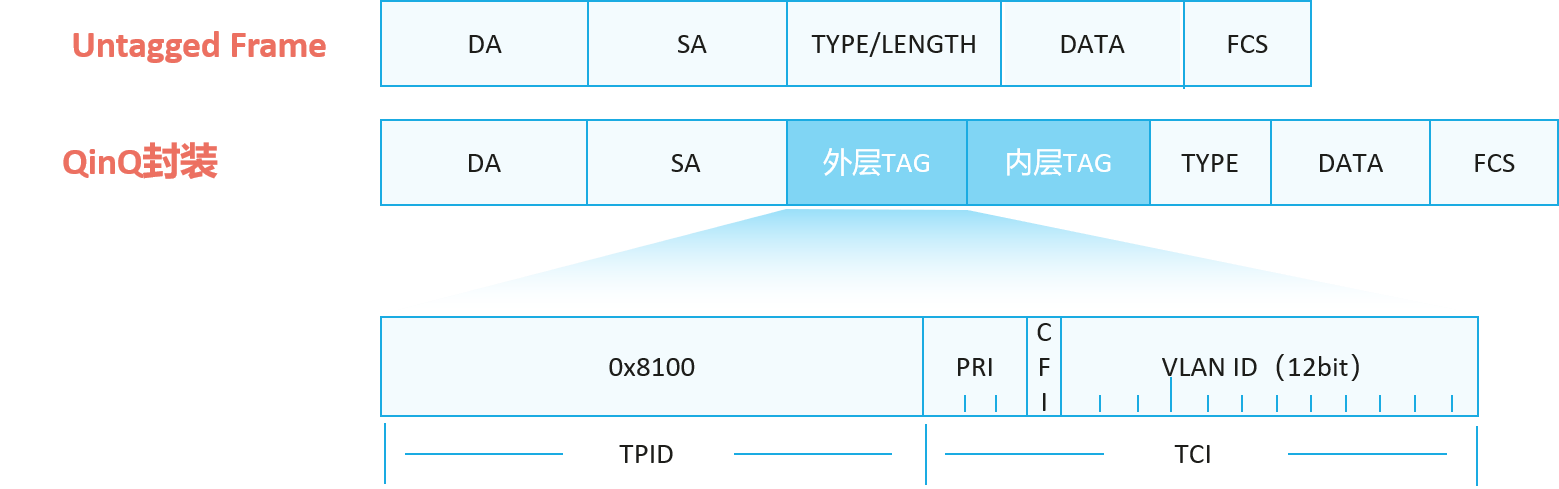 Untagged Frame DA SA TYPE/LENGTH DATA FCS
QinQ封装 DA SA 外层TAG 内层TAG TYPE DATA FCS
0x8100 PRI CFI VLAN ID（12bit）
TPID TCI